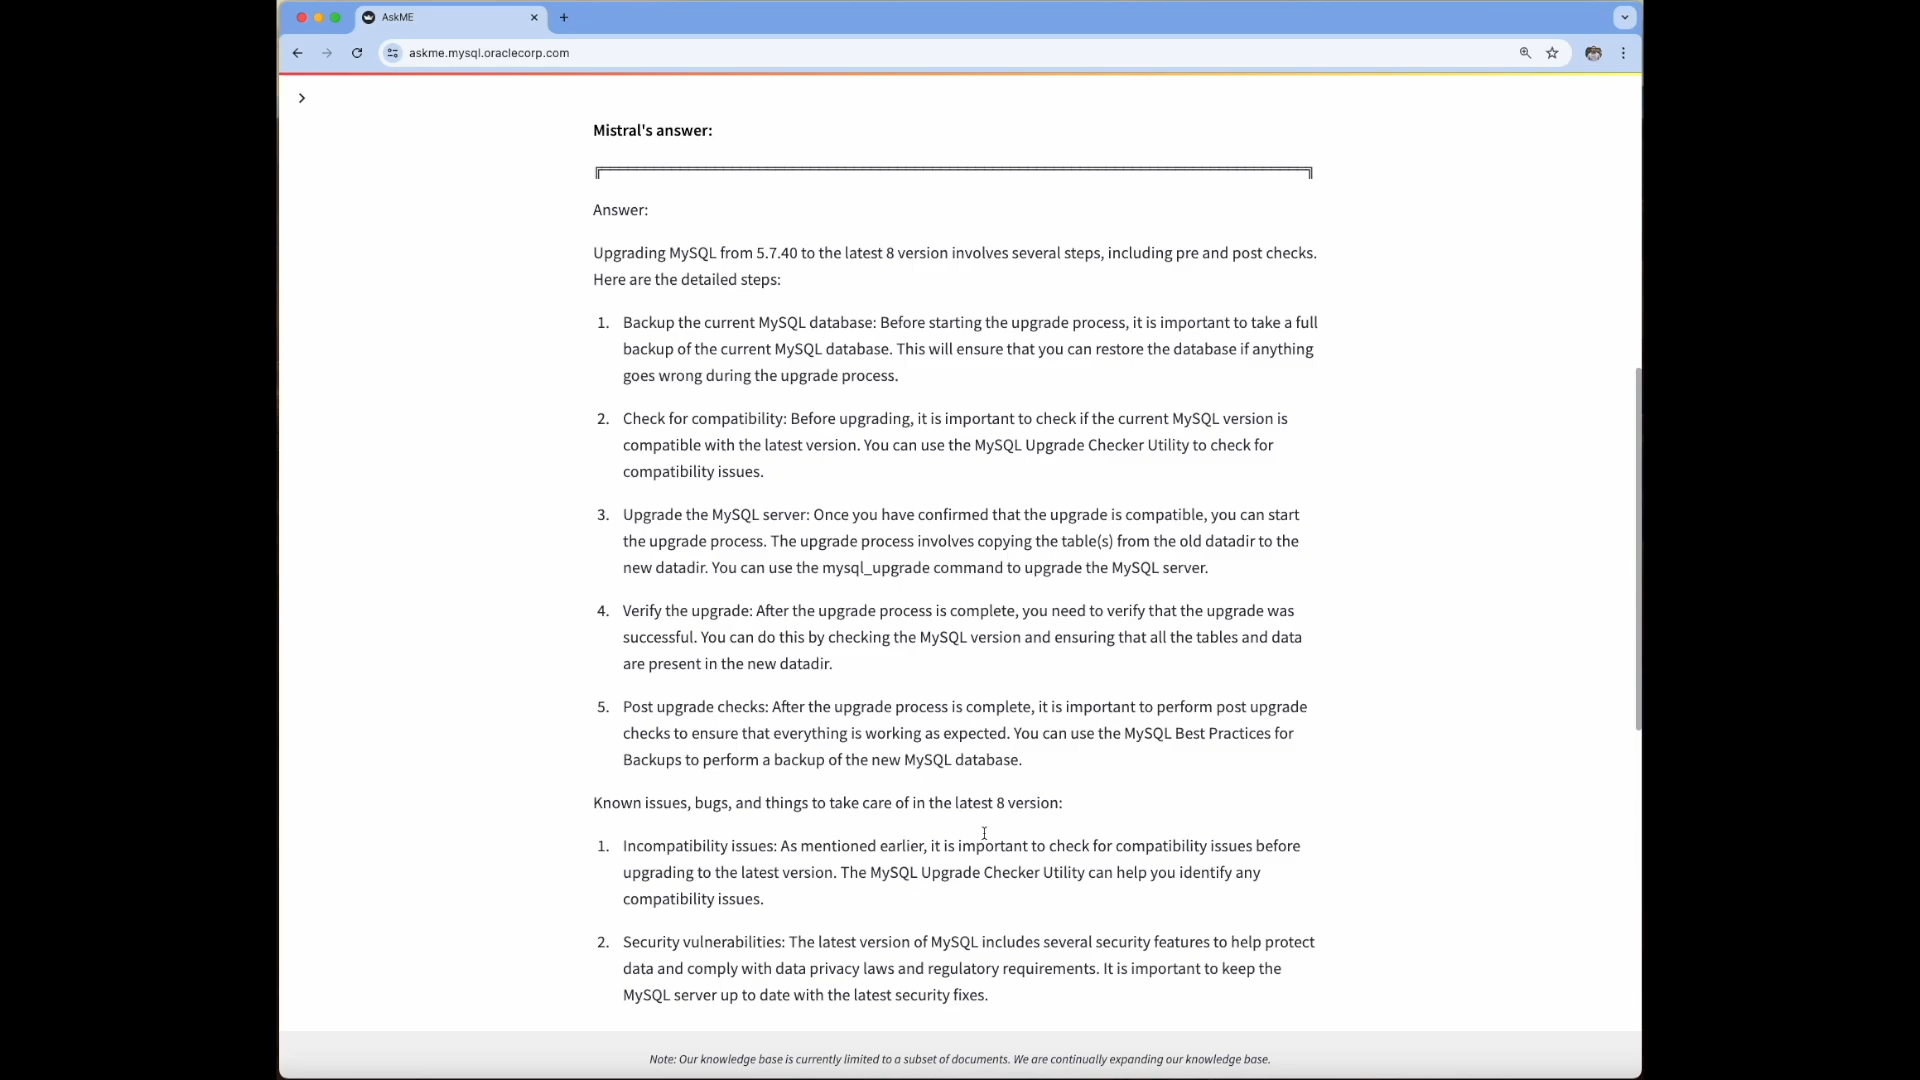 AskME
askme.mysql.oraclecorp.com
Mistral's answer:
Answer:
Upgrading MySQL from 5.7.40 to the latest 8 version involves several steps, including pre and post checks.
Here are the detailed steps:
1. Backup the current MySQL database: Before starting the upgrade process, it is important to take a full
backup of the current MySQL database. This will ensure that you can restore the database if anything
goes wrong during the upgrade process.
2. Check for compatibility: Before upgrading, it is important to check if the current MySQL version is
compatible with the latest version. You can use the MySQL Upgrade Checker Utility to check for
compatibility issues.
3. Upgrade the MySQL server: Once you have confirmed that the upgrade is compatible, you can start
the upgrade process. The upgrade process involves copying the table(s) from the old datadir to the
new datadir. You can use the mysql_upgrade command to upgrade the MySQL server.
4. Verify the upgrade: After the upgrade process is complete, you need to verify that the upgrade was
successful. You can do this by checking the MySQL version and ensuring that all the tables and data
are present in the new datadir.
5. Post upgrade checks: After the upgrade process is complete, it is important to perform post upgrade
checks to ensure that everything is working as expected. You can use the MySQL Best Practices for
Backups to perform a backup of the new MySQL database.
Known issues, bugs, and things to take care of in the latest 8 version:
1. Incompatibility issues: As mentioned earlier, it is important to check for compatibility issues before
upgrading to the latest version. The MySQL Upgrade Checker Utility can help you identify any
compatibility issues.
2. Security vulnerabilities: The latest version of MySQL includes several security features to help protect
data and comply with data privacy laws and regulatory requirements. It is important to keep the
MySQL server up to date with the latest security fixes.
Note: Our knowledge base is currently limited to a subset of documents. We are continually expanding our knowledge base.